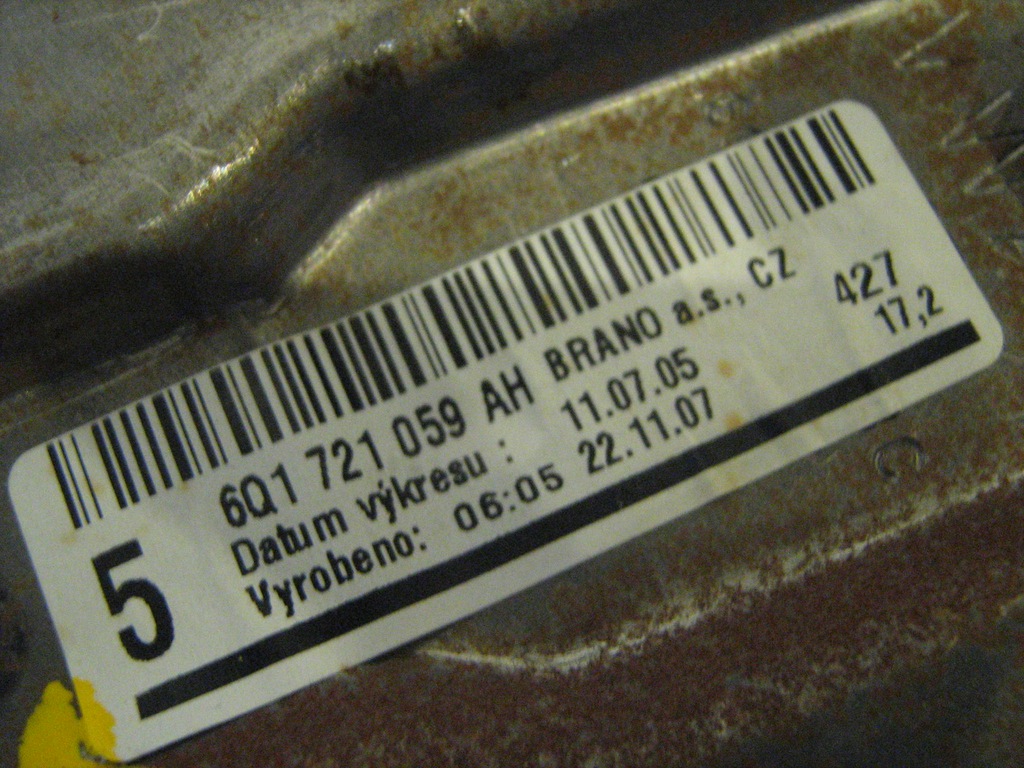 6Q1 721 059 AH BRANO a.s., CZ
Datum výkresu : 11.07.05 427
Vyrobeno: 06:05 22.11.07 17,2
5
C